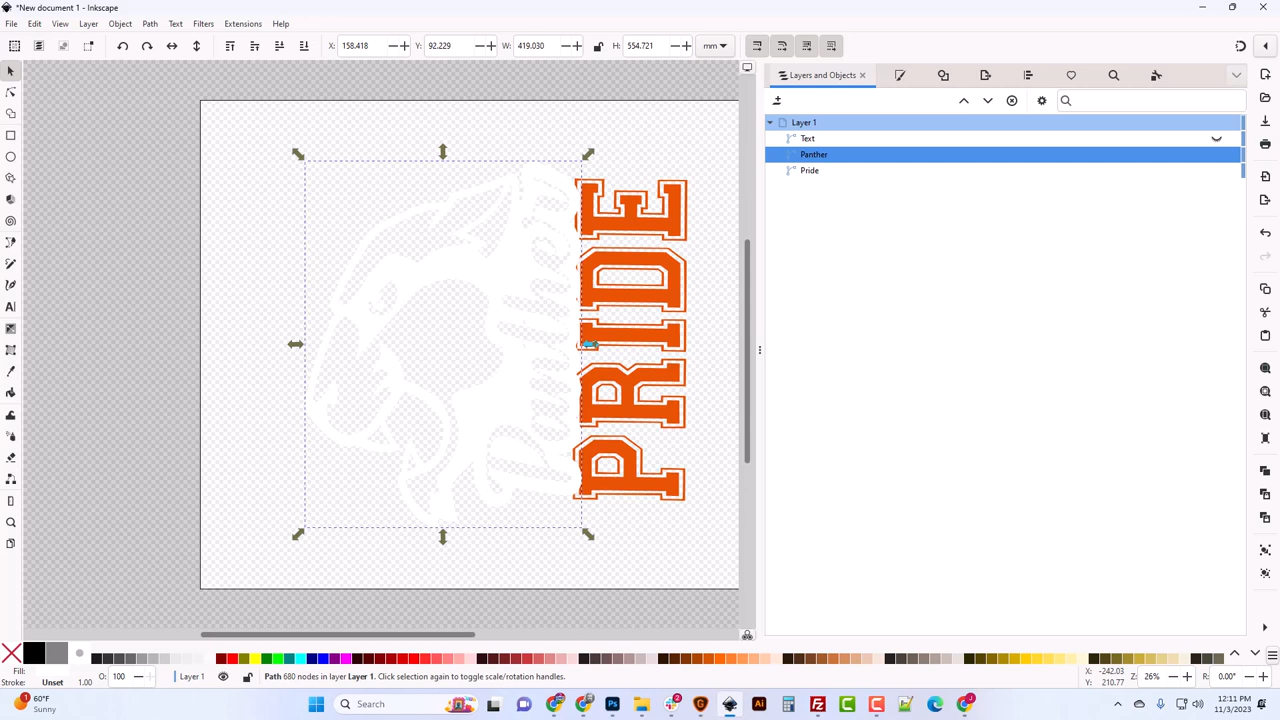 *New document 1 - Inkscape
File Edit View Layer Object Path Text Filters Extensions Help
X: 158.418 Y: 92.229 W: 419.030 H: 554.721 mm
Layers and Objects
Layer 1
Text
Panther
Pride
PRIDE
Panther
Fill:
Stroke: Unset 1.00
O: 100
Layer 1
Path 680 nodes in layer Layer 1. Click selection again to toggle scale/rotation handles.
X: -242.03
Y: 210.77
Z: 26%
R: 0.00°
60°F
Sunny
Search
12:11 PM
11/3/2023